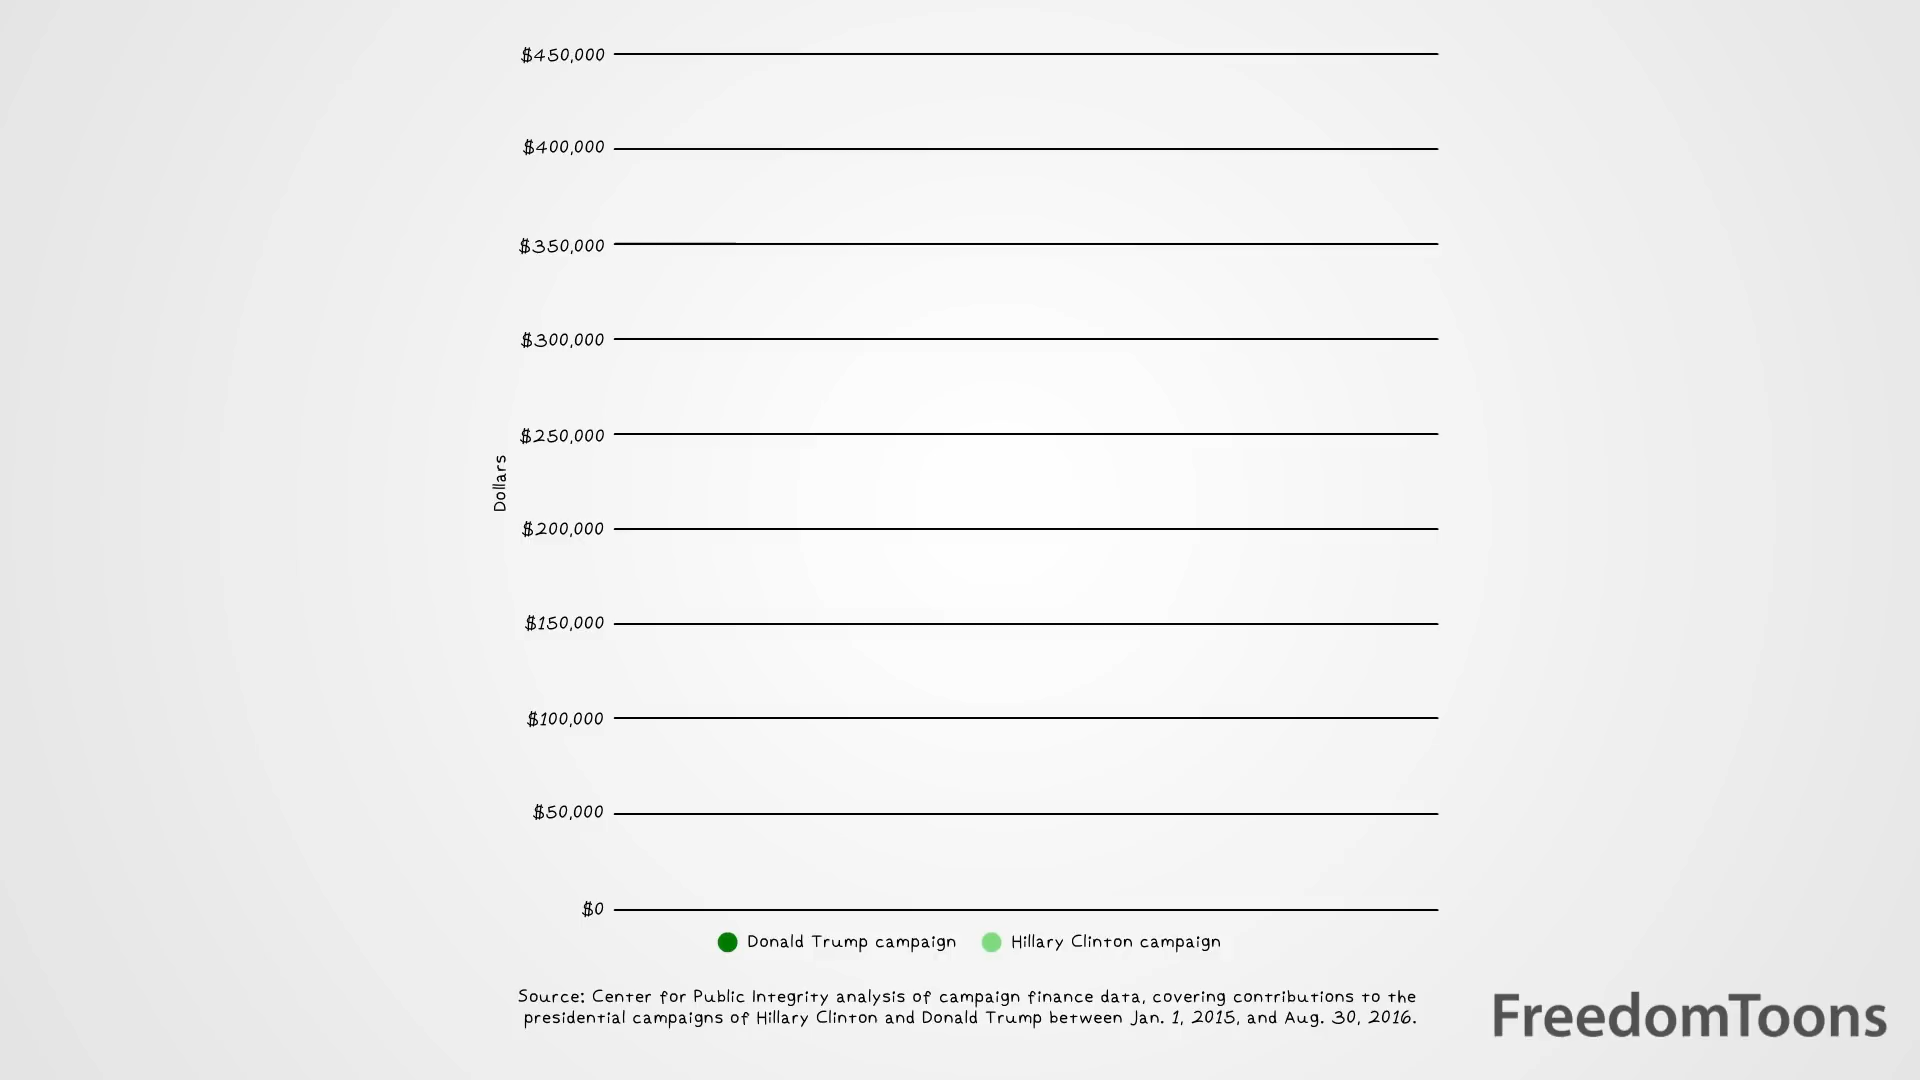 $450,000
$400,000
$350,000
$300,000
$250,000
Dollars
$200,000
$150,000
$100,000
$50,000
$0
Donald Trump campaign
Hillary Clinton campaign
Source: Center for Public Integrity analysis of campaign finance data, covering contributions to the
presidential campaigns of Hillary Clinton and Donald Trump between Jan. 1, 2015, and Aug. 30, 2016.
FreedomToons